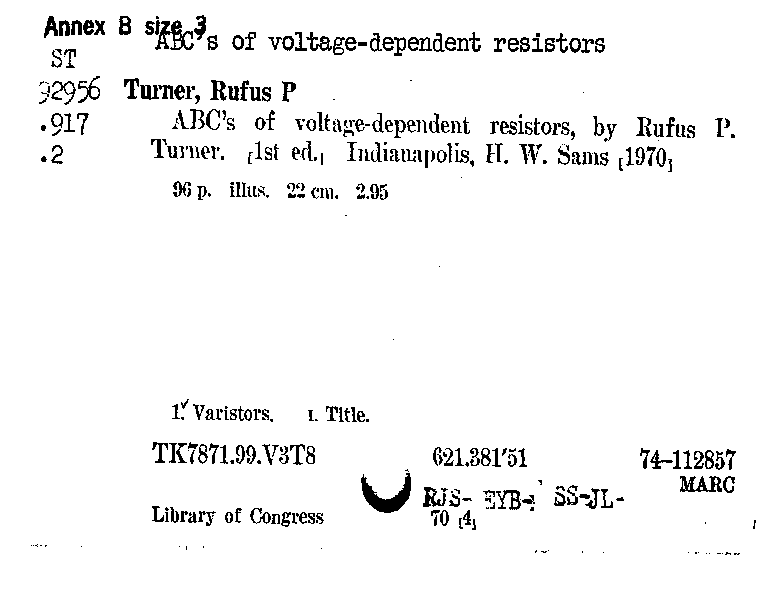 Annex B size 3
ABC's of voltage-dependent resistors
ST
92956 Turner, Rufus P
.917 ABC's of voltage-dependent resistors, by Rufus P.
.2 Turner. [1st ed.] Indianapolis, H. W. Sams [1970]
96 p. illus. 22 cm. 2.95
1. Varistors. I. Title.
TK7871.99.V3T8 621.381'51 74-112857
MARC
RJS- EYB- SS-JL-
Library of Congress 70 [4]